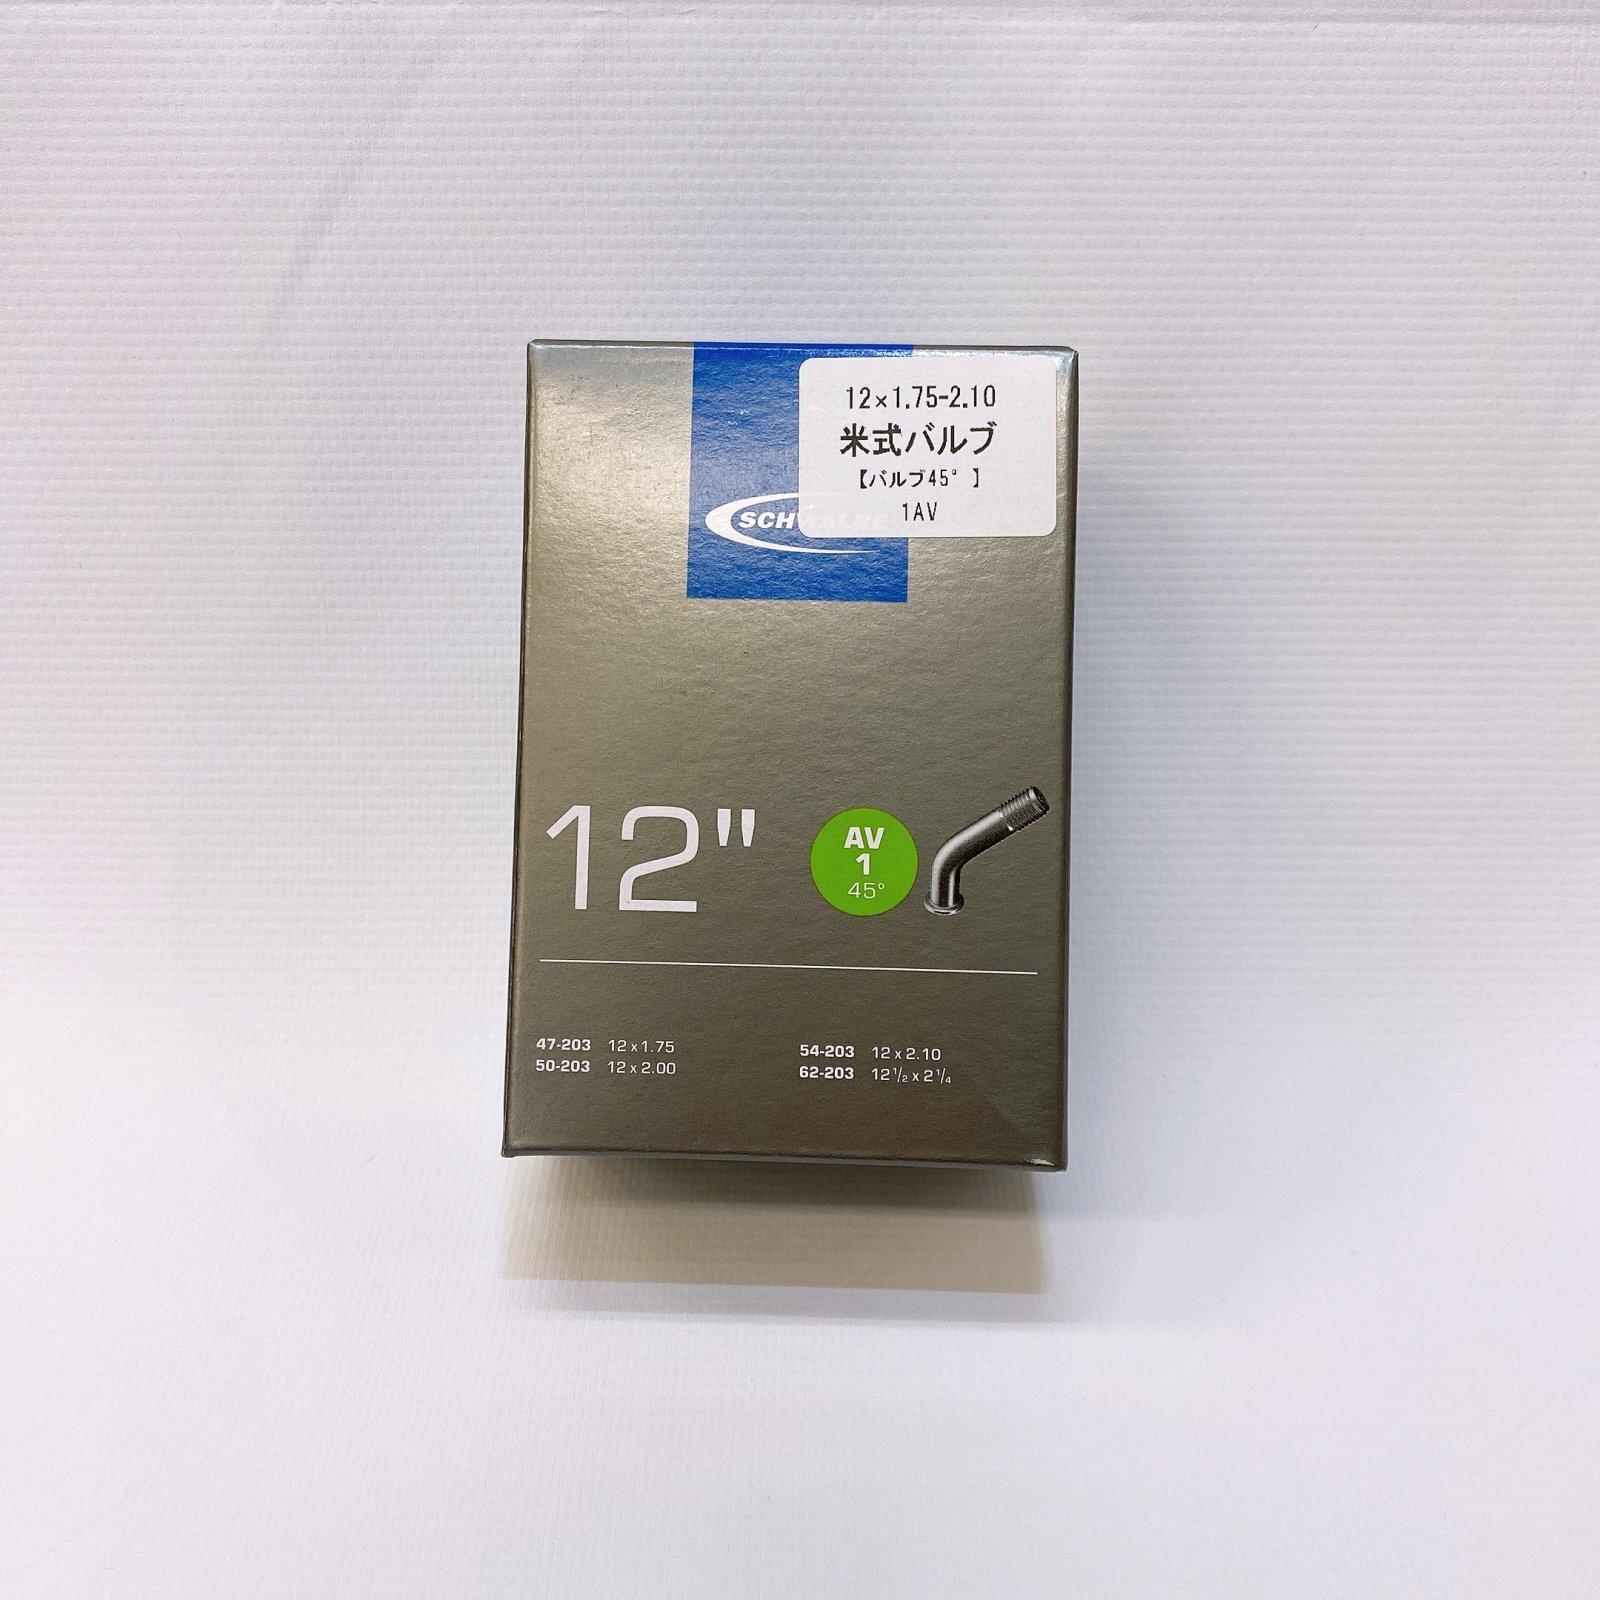 12×1.75-2.10
米式バルブ
【バルブ45°】
1AV
SCHWALBE
12"
AV
1
45°
47-203 12 x 1.75
50-203 12 x 2.00
54-203 12 x 2.10
62-203 12 1/2 x 2 1/4